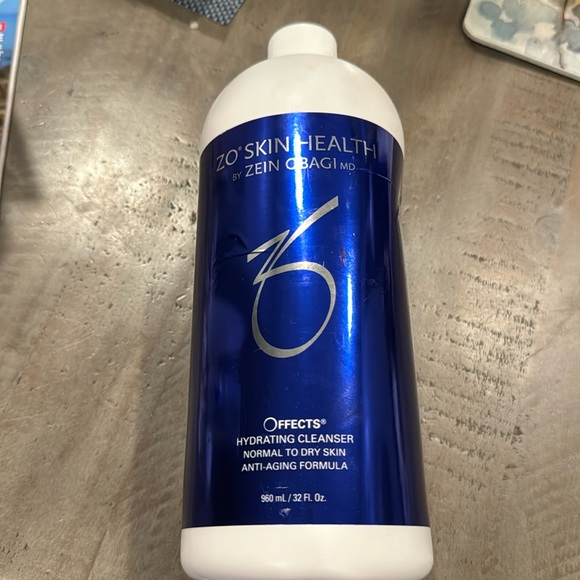 ZO® SKIN HEALTH
BY ZEIN OBAGI MD
OFFECTS®
HYDRATING CLEANSER
NORMAL TO DRY SKIN
ANTI-AGING FORMULA
960 mL / 32 Fl. Oz.